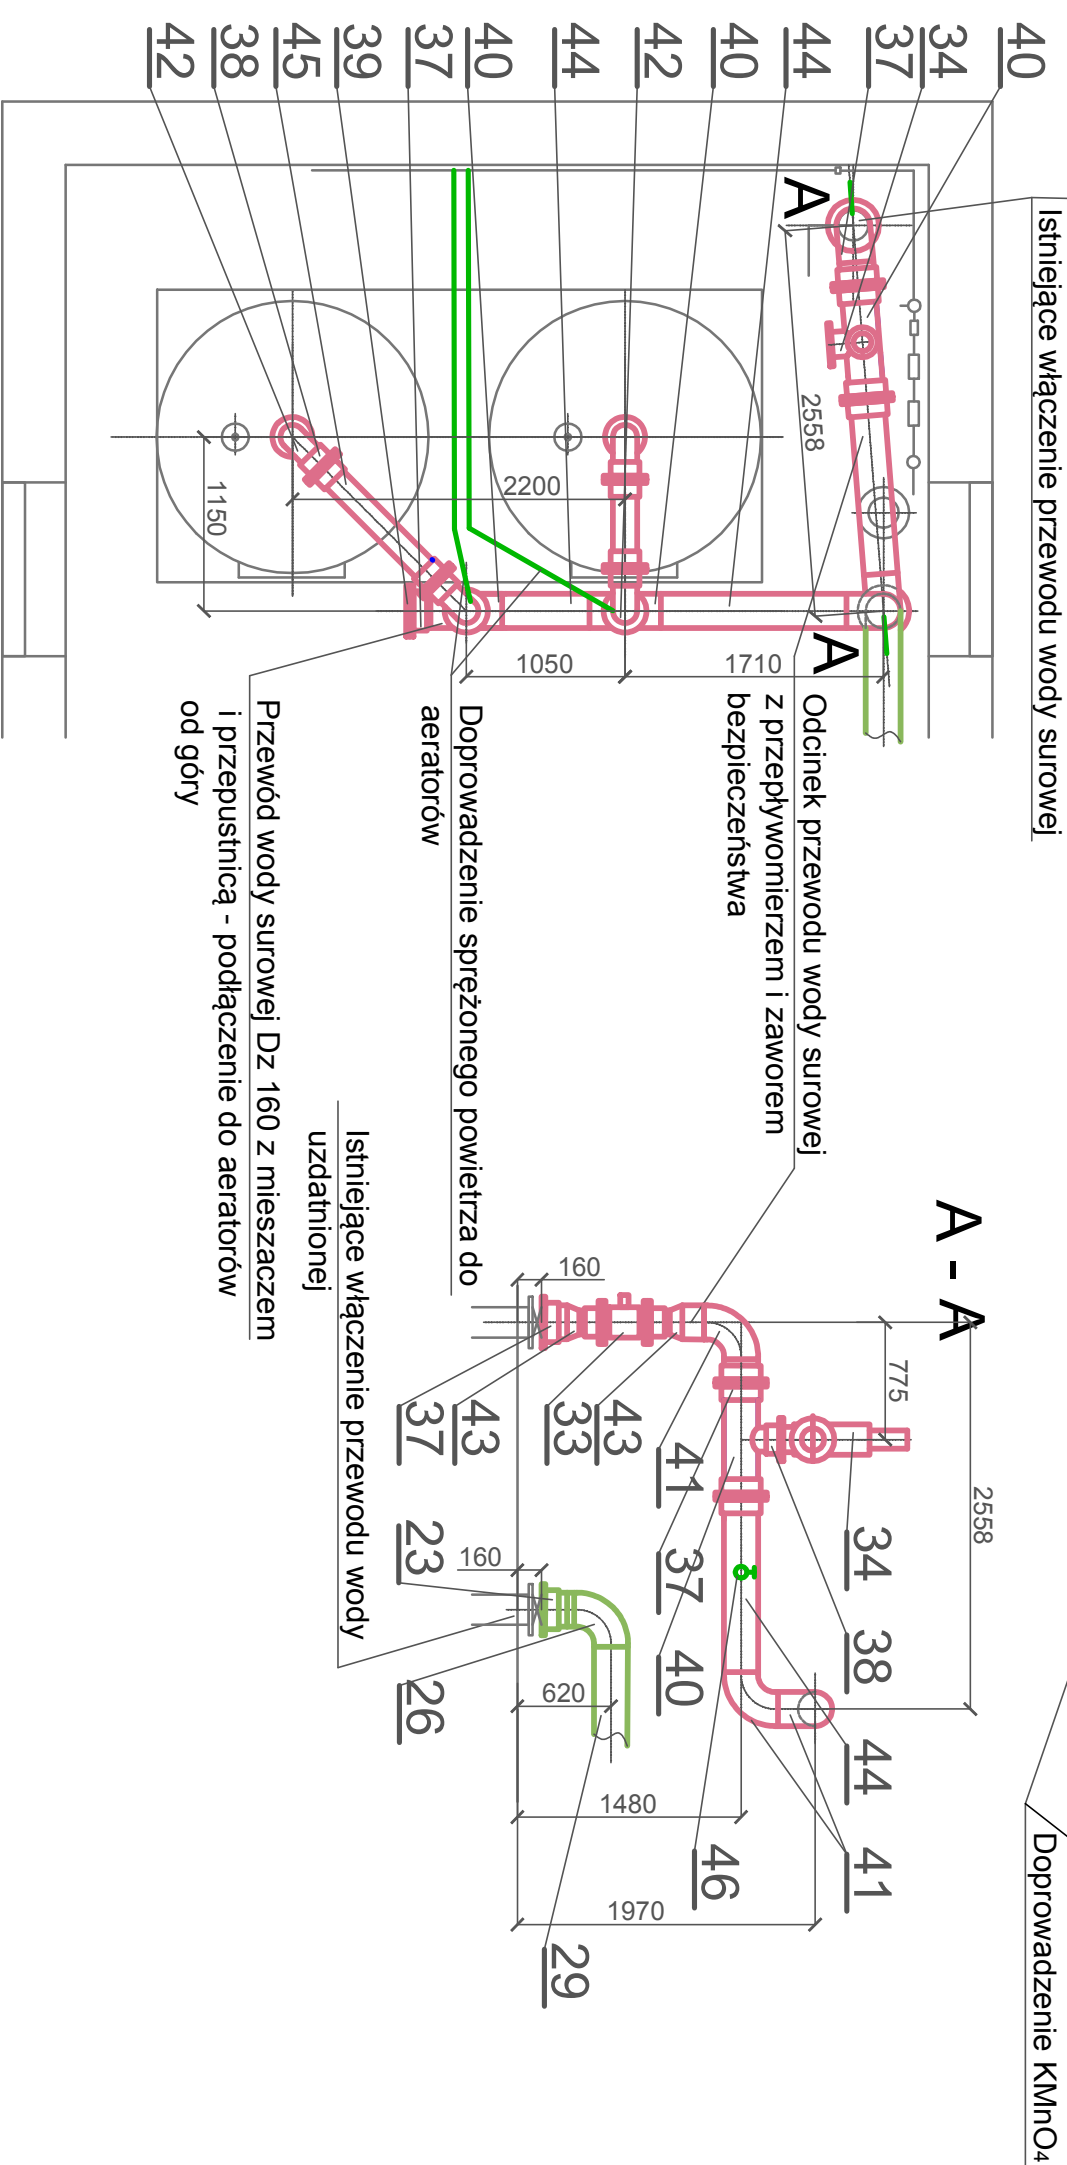 40
34
37
44
40
42
44
40
37
39
45
38
42
Istniejące włączenie przewodu wody surowej
A
A
2558
2200
1150
1050
1710
Odcinek przewodu wody surowej
z przepływomierzem i zaworem
bezpieczeństwa
Doprowadzenie sprężonego powietrza do
aeratorów
Przewód wody surowej Dz 160 z mieszaczem
i przepustnicą - podłączenie do aeratorów
od góry
Istniejące włączenie przewodu wody
uzdatnionej
A - A
160
775
2558
37
43
33
43
41
37
40
34
38
44
41
46
23
26
29
160
620
1480
1970
Doprowadzenie KMnO4